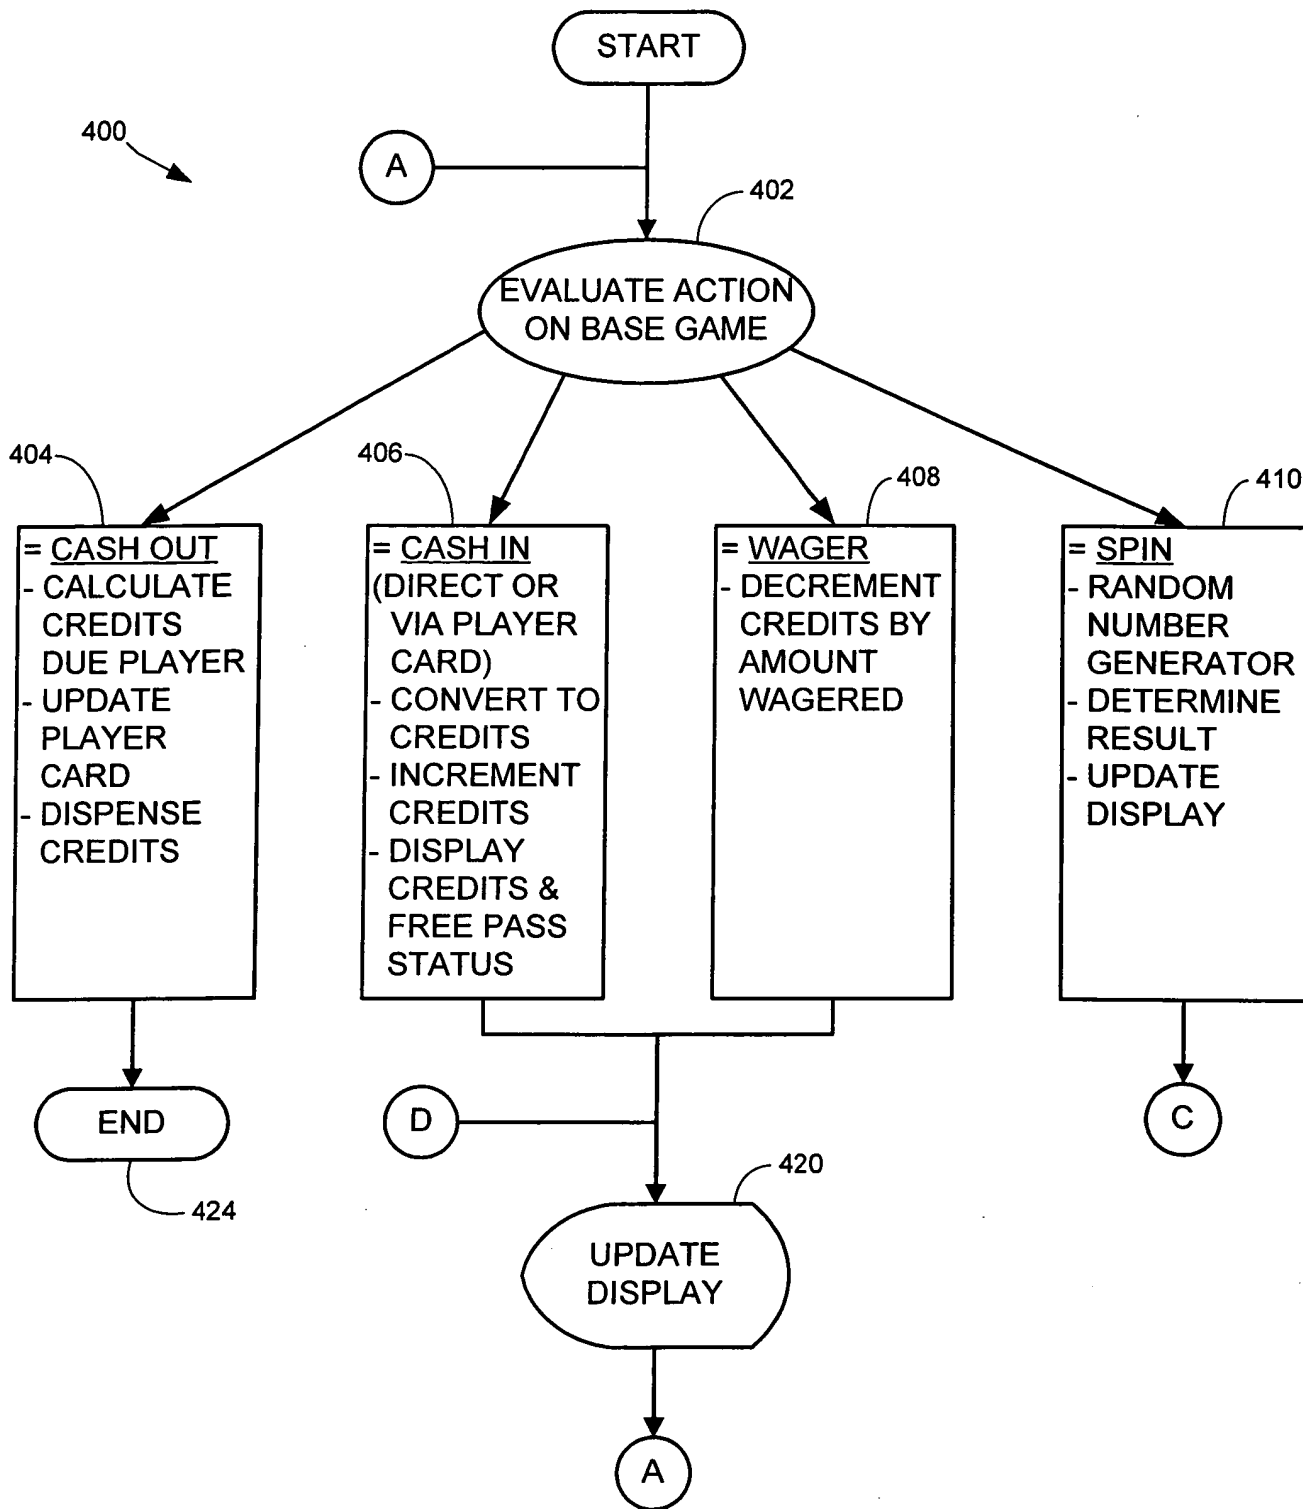 START
400
A
402
EVALUATE ACTION
ON BASE GAME
404
= CASH OUT
- CALCULATE
CREDITS
DUE PLAYER
- UPDATE
PLAYER
CARD
- DISPENSE
CREDITS
406
= CASH IN
(DIRECT OR
VIA PLAYER
CARD)
- CONVERT TO
CREDITS
- INCREMENT
CREDITS
- DISPLAY
CREDITS &
FREE PASS
STATUS
408
= WAGER
- DECREMENT
CREDITS BY
AMOUNT
WAGERED
410
= SPIN
- RANDOM
NUMBER
GENERATOR
- DETERMINE
RESULT
- UPDATE
DISPLAY
END
424
D
C
420
UPDATE
DISPLAY
A